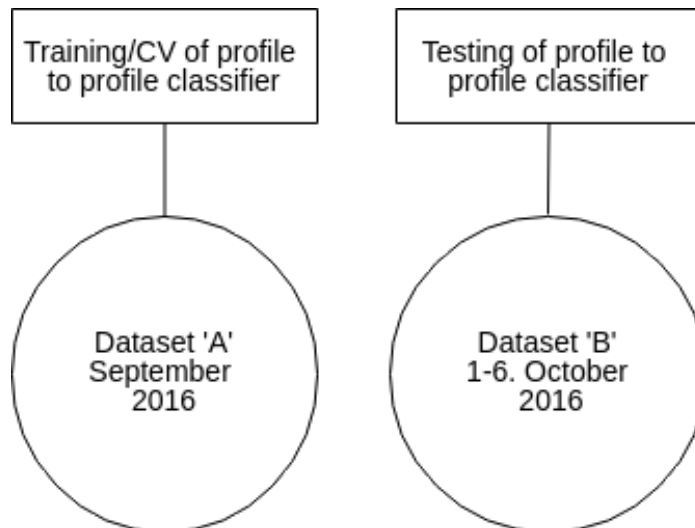 Training/CV of profile
to profile classifier
Testing of profile to
profile classifier
Dataset 'A'
September
2016
Dataset 'B'
1-6. October
2016